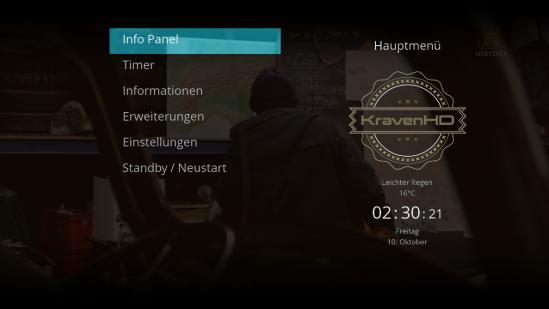 Info Panel
Timer
Informationen
Erweiterungen
Einstellungen
Standby / Neustart
Hauptmenü
HISTORY
KravenHD
Leichter Regen
16°C
02:30:21
Freitag
10. Oktober